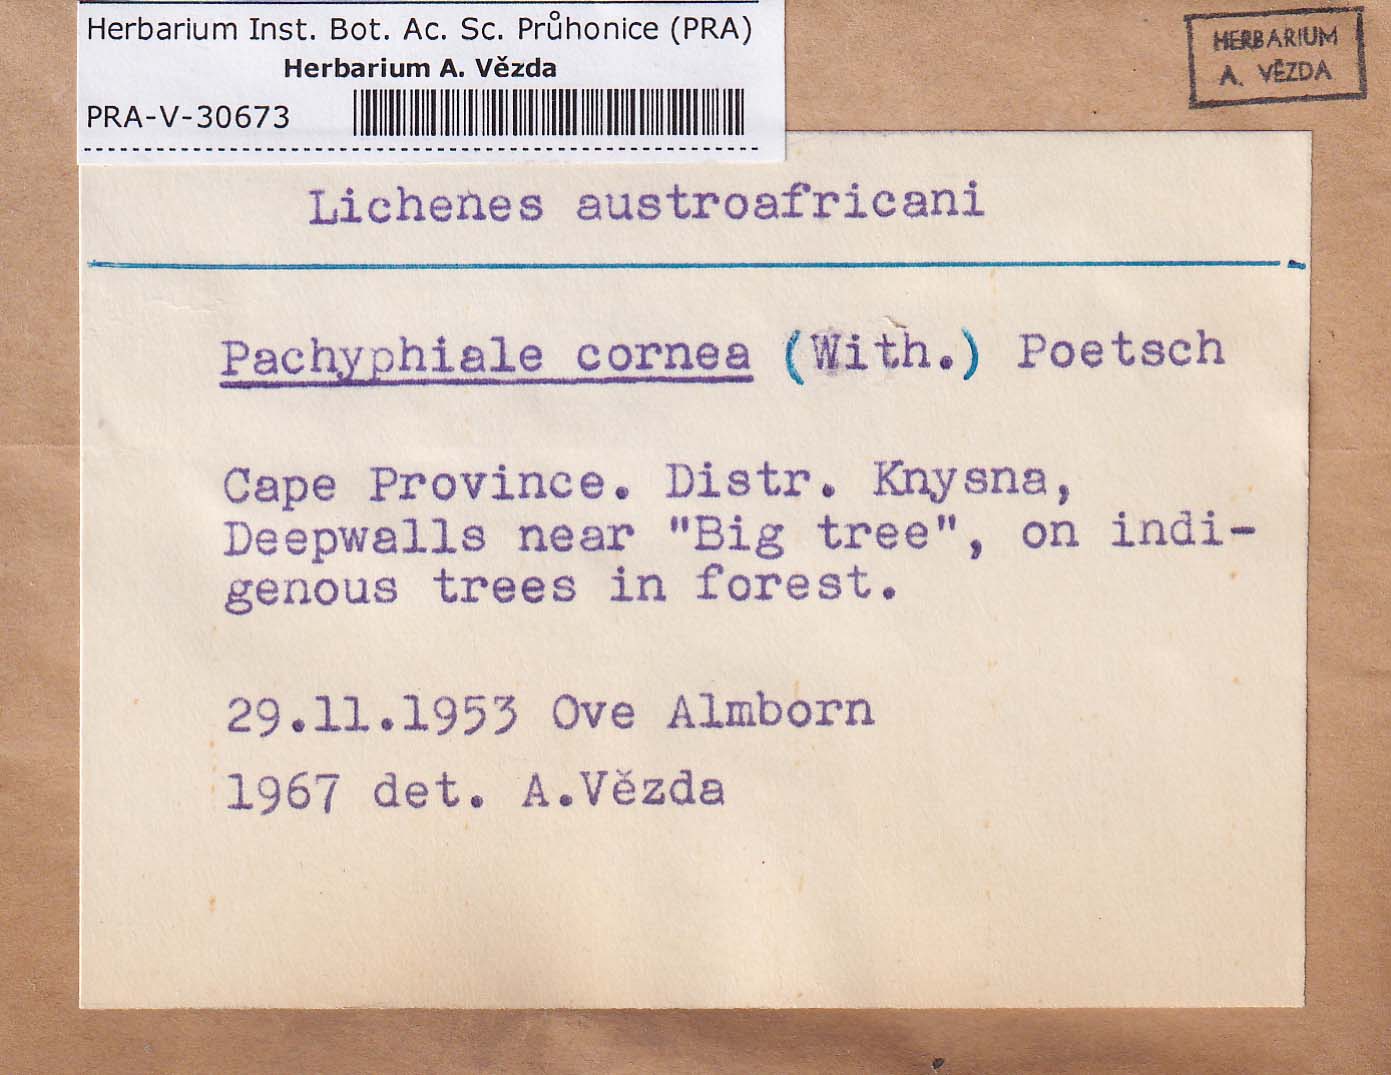 Herbarium Inst. Bot. Ac. Sc. Průhonice (PRA)
Herbarium A. Vězda
PRA-V-30673
HERBARIUM
A. VĚZDA
Lichenes austroafricani
Pachyphiale cornea (With.) Poetsch
Cape Province. Distr. Knysna,
Deepwalls near "Big tree", on indi-
genous trees in forest.
29.11.1953 Ove Almborn
1967 det. A.Vězda